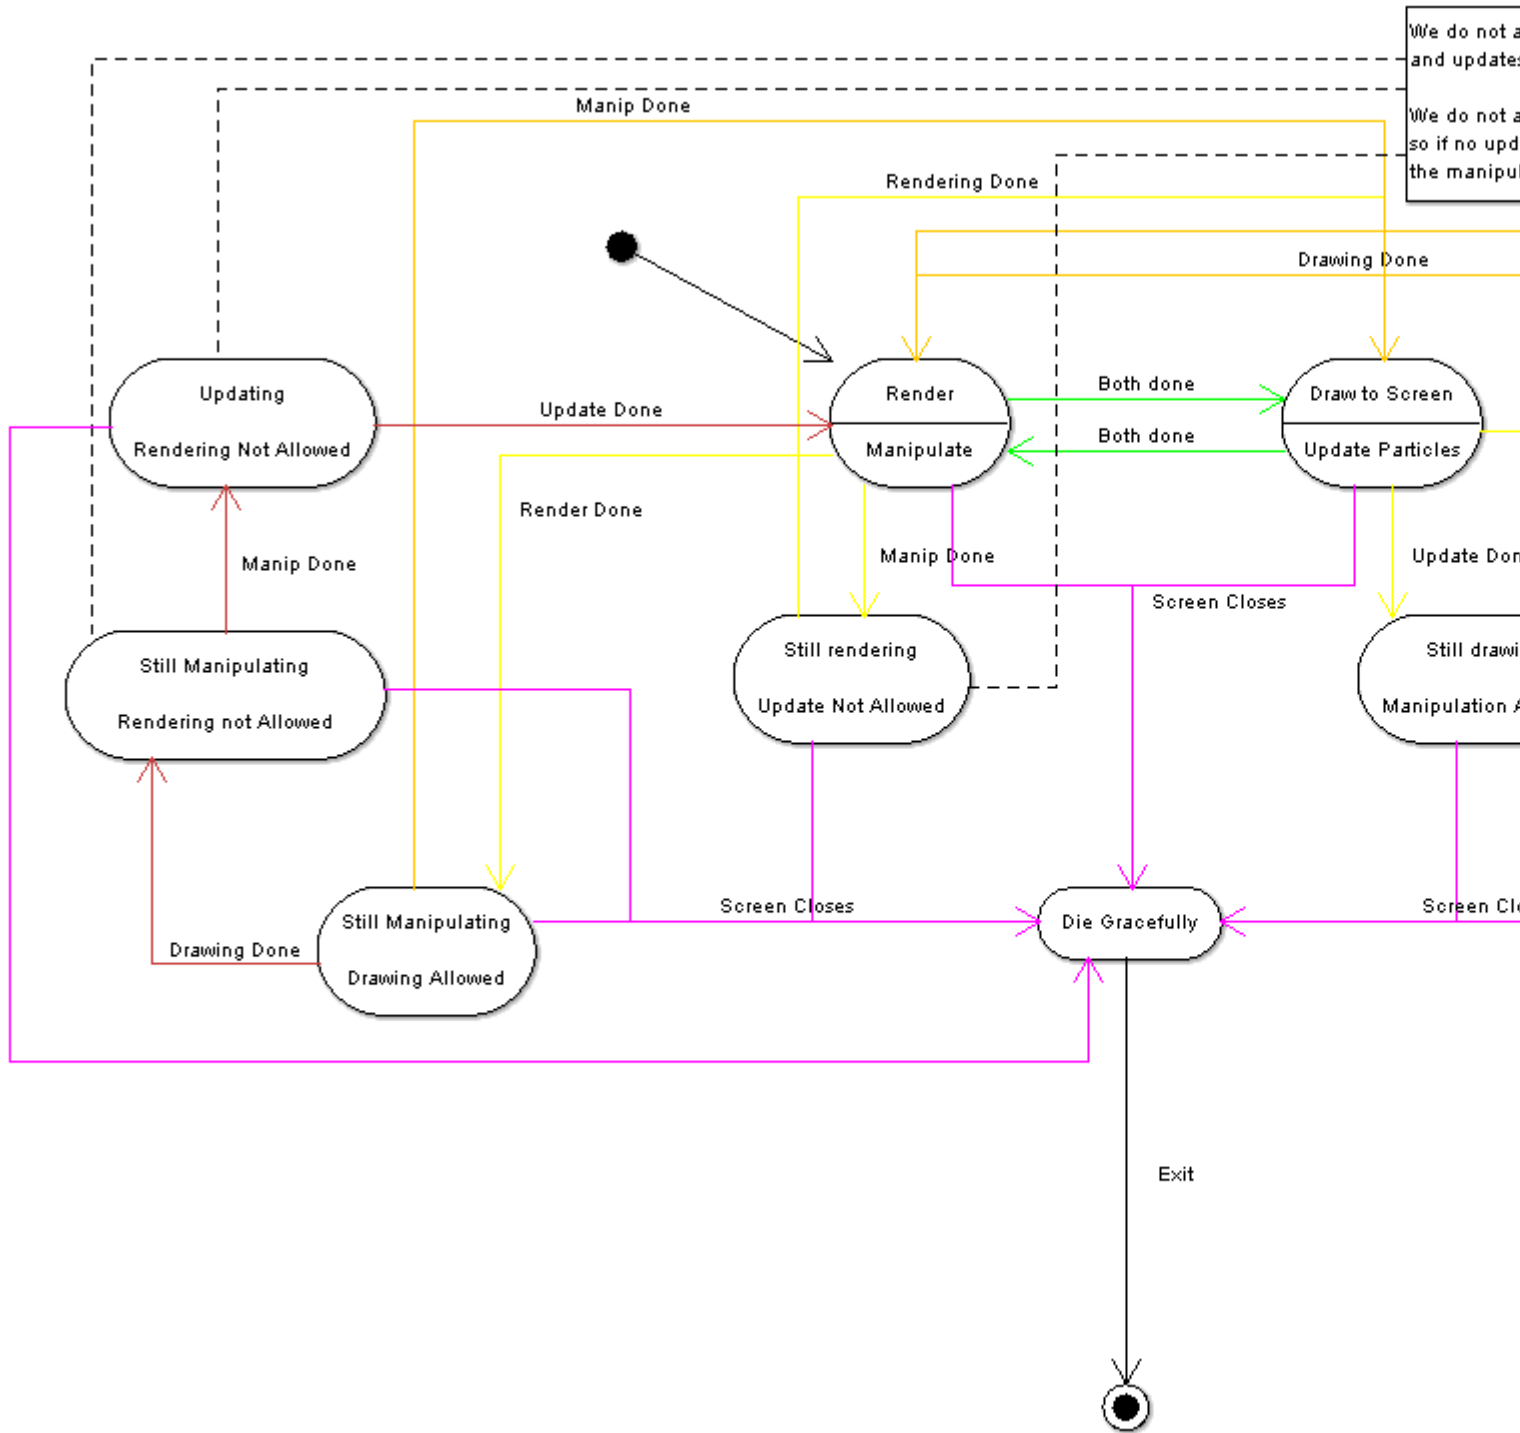 We do not a
and updates
We do not a
so if no upd
the manipul
Manip Done
Rendering Done
Drawing Done
Updating
Rendering Not Allowed
Update Done
Render
Manipulate
Both done
Both done
Draw to Screen
Update Particles
Render Done
Manip Done
Manip Done
Update Don
Screen Closes
Still Manipulating
Rendering not Allowed
Still rendering
Update Not Allowed
Still drawi
Manipulation A
Still Manipulating
Drawing Allowed
Drawing Done
Screen Closes
Die Gracefully
Screen Clo
Exit